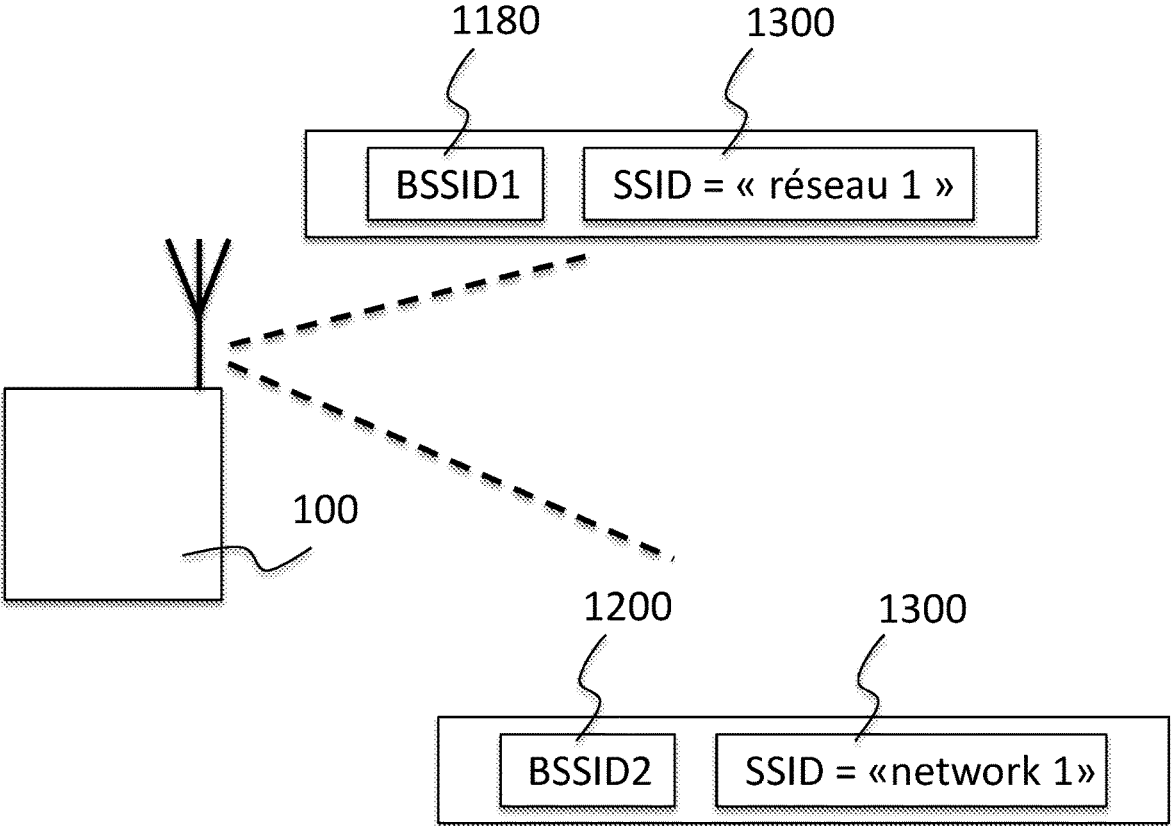 1180 1300
BSSID1 SSID = « réseau 1 »
100
1200 1300
BSSID2 SSID = «network 1»